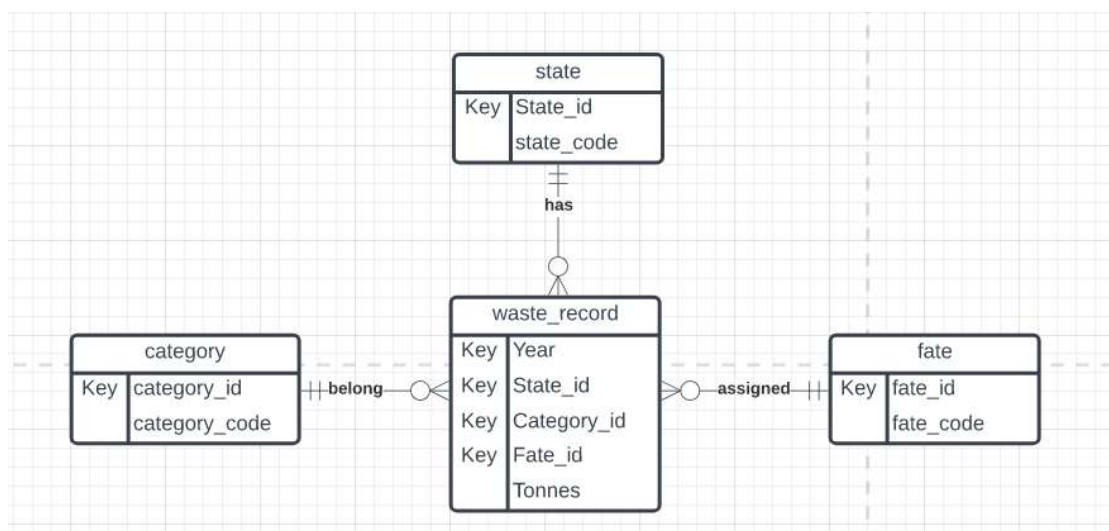 state
Key State_id
state_code
has
waste_record
Key Year
Key State_id
Key Category_id
Key Fate_id
Tonnes
category
Key category_id
category_code
belong
assigned
fate
Key fate_id
fate_code